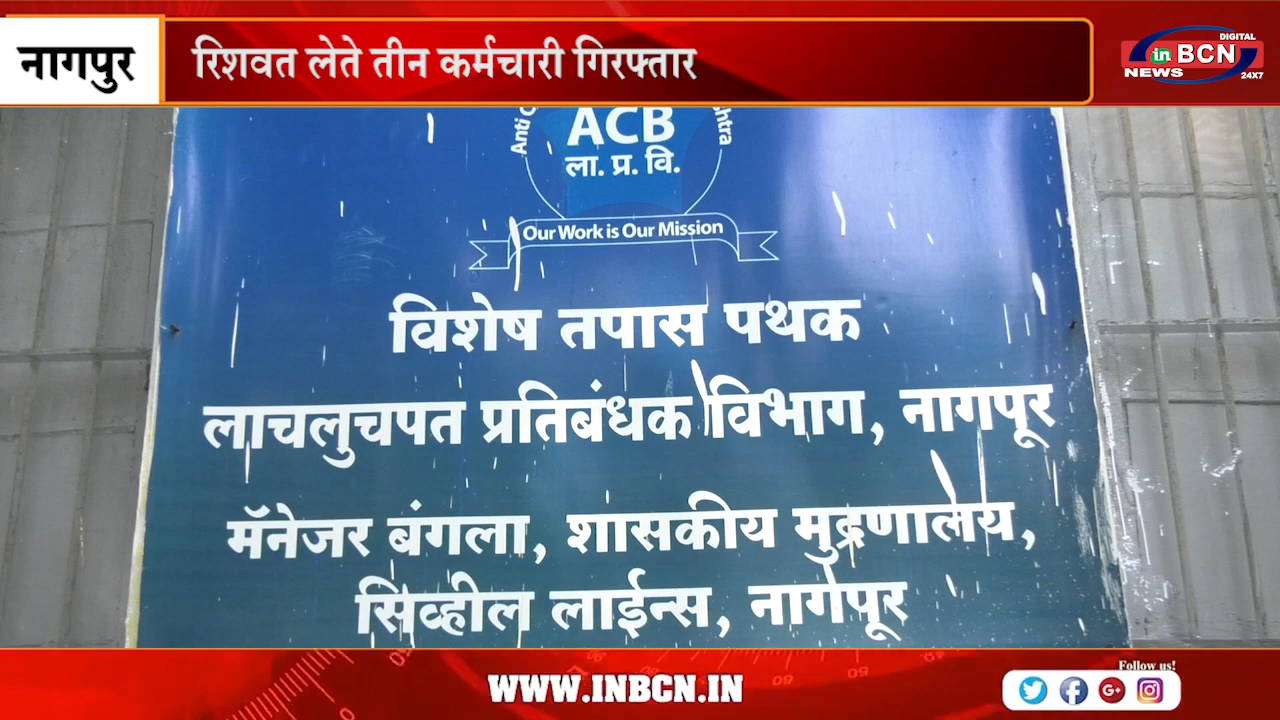 नागपुर
रिशवत लेते तीन कर्मचारी गिरफ्तार
DIGITAL
in BCN
NEWS
24X7
Anti
ACB
ला. प्र. वि.
Our Work is Our Mission
विशेष तपास पथक
लाचलुचपत प्रतिबंधक विभाग, नागपूर
मॅनेजर बंगला, शासकीय मुद्रणालय,
सिव्हील लाईन्स, नागपूर
WWW.INBCN.IN
Follow us!